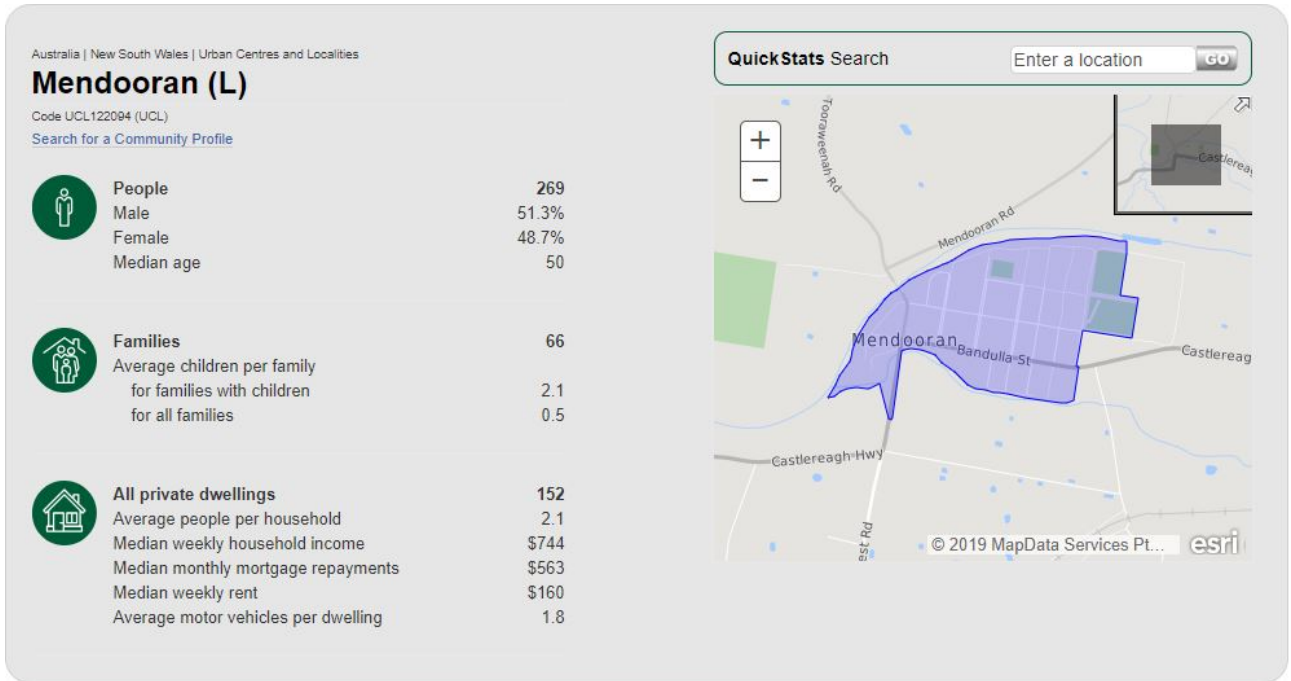 Australia | New South Wales | Urban Centres and Localities
Mendooran (L)
Code UCL122094 (UCL)
Search for a Community Profile
People 269
Male 51.3%
Female 48.7%
Median age 50
Families 66
Average children per family
for families with children 2.1
for all families 0.5
All private dwellings 152
Average people per household 2.1
Median weekly household income $744
Median monthly mortgage repayments $563
Median weekly rent $160
Average motor vehicles per dwelling 1.8
QuickStats Search Enter a location GO
+
−
Tooraweenah Rd
Mendooran Rd
Castlereag
Mendooran
Bandulla St
Castlereag
Castlereagh Hwy
est Rd
© 2019 MapData Services Pt...
esri